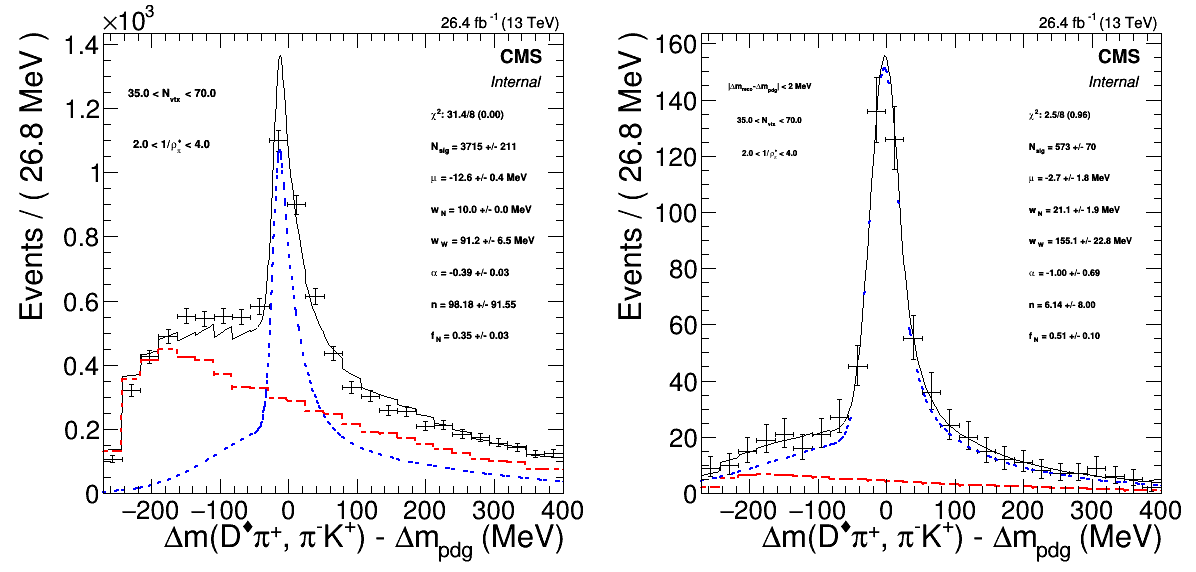 ×10³
26.4 fb⁻¹ (13 TeV)
Events / ( 26.8 MeV )
1.4
1.2
1
0.8
0.6
0.4
0.2
0
CMS
Internal
35.0 < N_vtx < 70.0
χ²: 31.4/8 (0.00)
2.0 < 1/ρ_π^♦ < 4.0
N_sig = 3715 +/- 211
μ = -12.6 +/- 0.4 MeV
w_N = 10.0 +/- 0.0 MeV
w_W = 91.2 +/- 6.5 MeV
α = -0.39 +/- 0.03
n = 98.18 +/- 91.55
f_N = 0.35 +/- 0.03
−200 −100 0 100 200 300 400
Δm(D^♦π⁺, π⁻K⁺) - Δm_pdg (MeV)
26.4 fb⁻¹ (13 TeV)
Events / ( 26.8 MeV )
160
140
120
100
80
60
40
20
0
CMS
Internal
|Δm_reco-Δm_pdg| < 2 MeV
χ²: 2.5/8 (0.96)
35.0 < N_vtx < 70.0
N_sig = 573 +/- 70
2.0 < 1/ρ_π^♦ < 4.0
μ = -2.7 +/- 1.8 MeV
w_N = 21.1 +/- 1.9 MeV
w_W = 155.1 +/- 22.8 MeV
α = -1.00 +/- 0.69
n = 6.14 +/- 8.00
f_N = 0.51 +/- 0.10
−200 −100 0 100 200 300 400
Δm(D^♦π⁺, π⁻K⁺) - Δm_pdg (MeV)